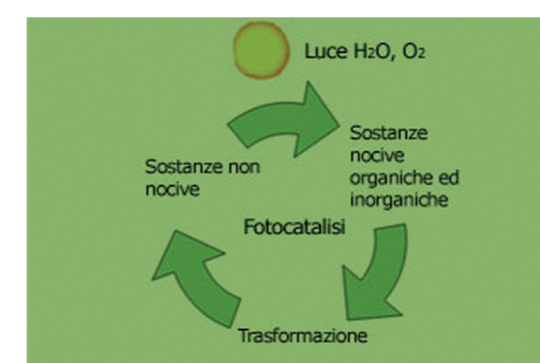 Luce H2O, O2
Sostanze
nocive
organiche ed
inorganiche
Sostanze non
nocive
Fotocatalisi
Trasformazione